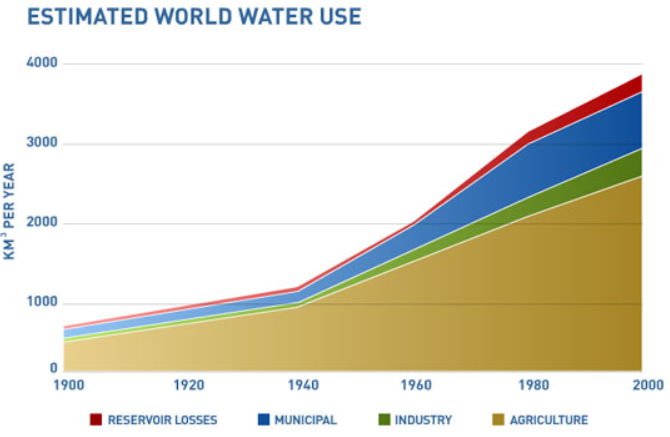 ESTIMATED WORLD WATER USE
4000
3000
2000
1000
0
KM³ PER YEAR
1900 1920 1940 1960 1980 2000
RESERVOIR LOSSES MUNICIPAL INDUSTRY AGRICULTURE